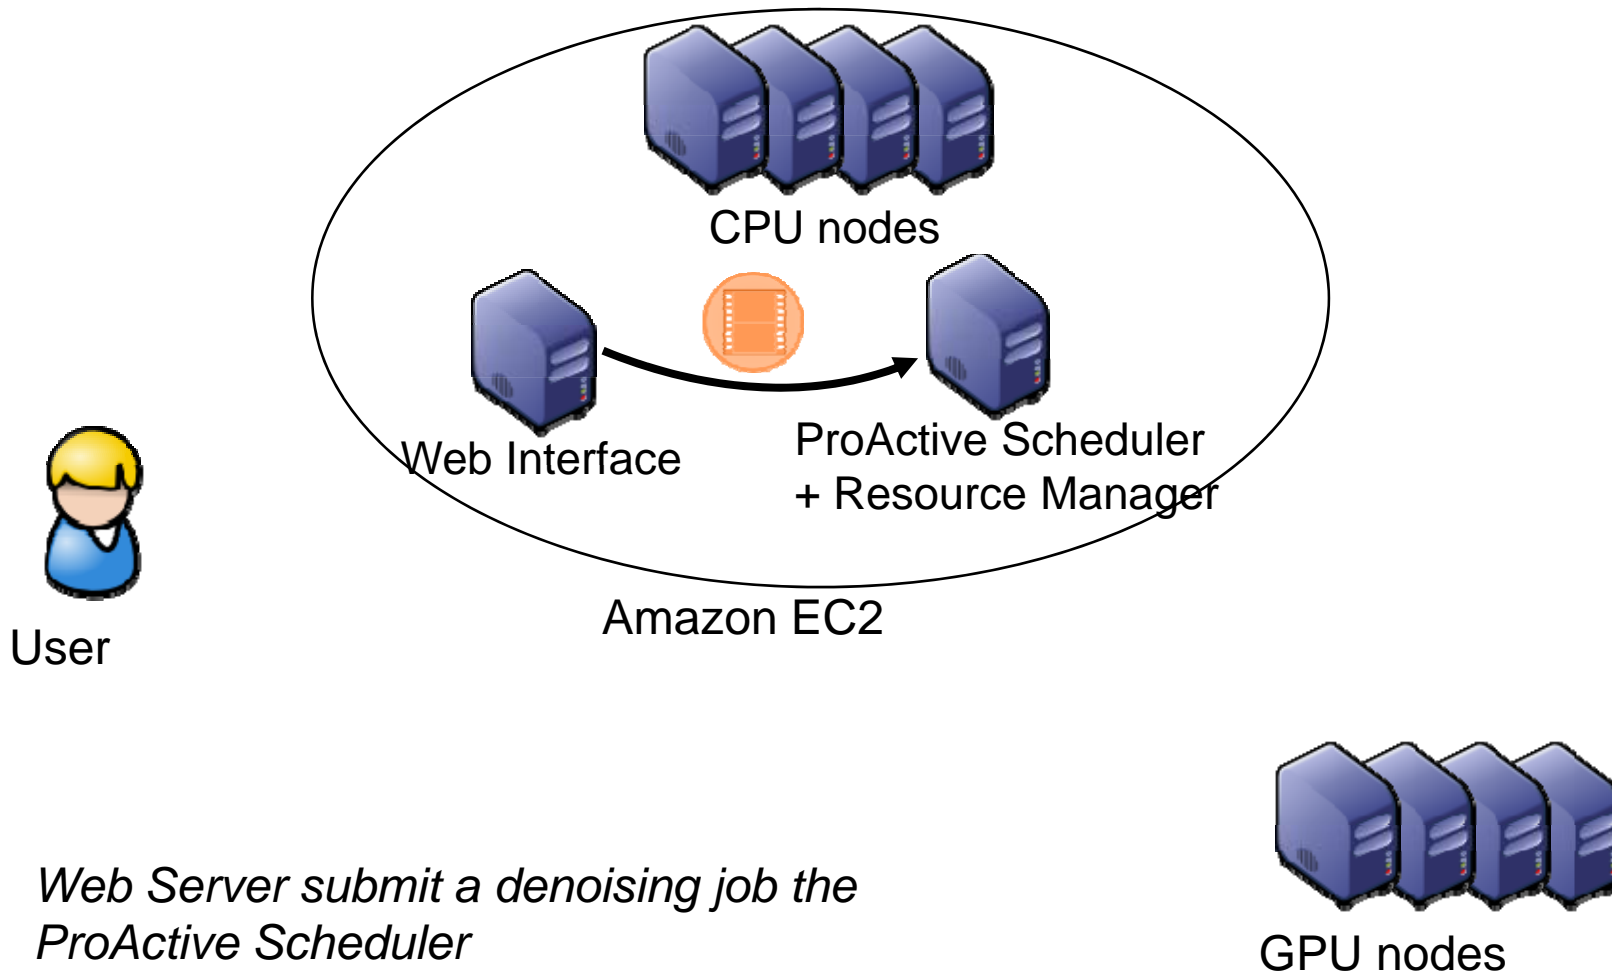 CPU nodes
Web Interface
ProActive Scheduler
+ Resource Manager
Amazon EC2
User
Web Server submit a denoising job the
ProActive Scheduler
GPU nodes